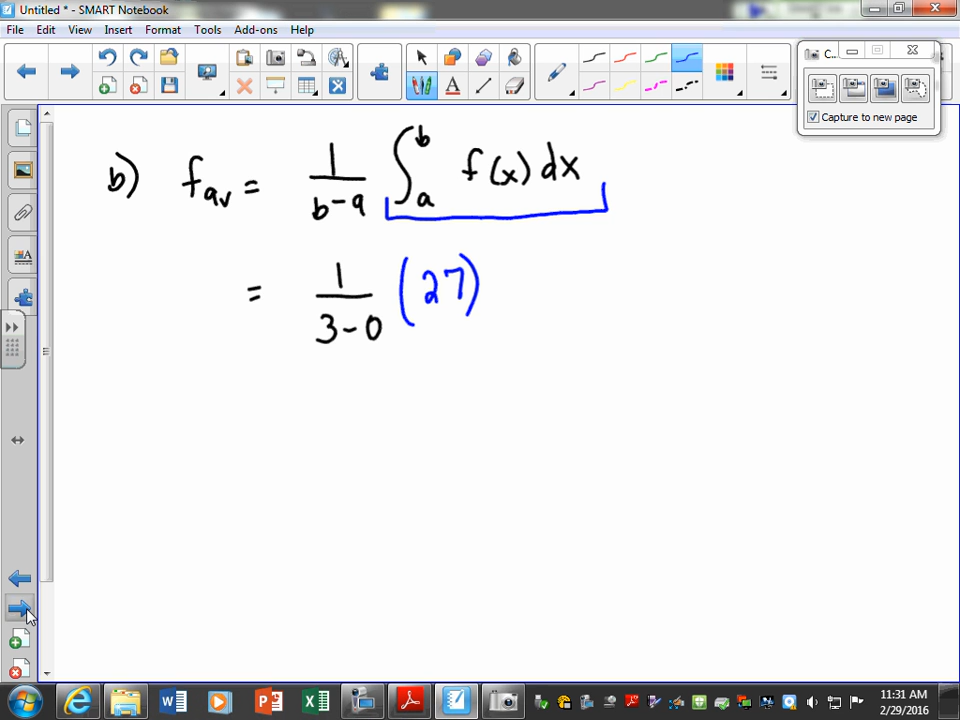 Untitled * - SMART Notebook
File Edit View Insert Format Tools Add-ons Help
C...
Capture to new page
b) f_av = 1/(b-a) ∫_a^b f(x) dx
= 1/(3-0) (27)
11:31 AM
2/29/2016